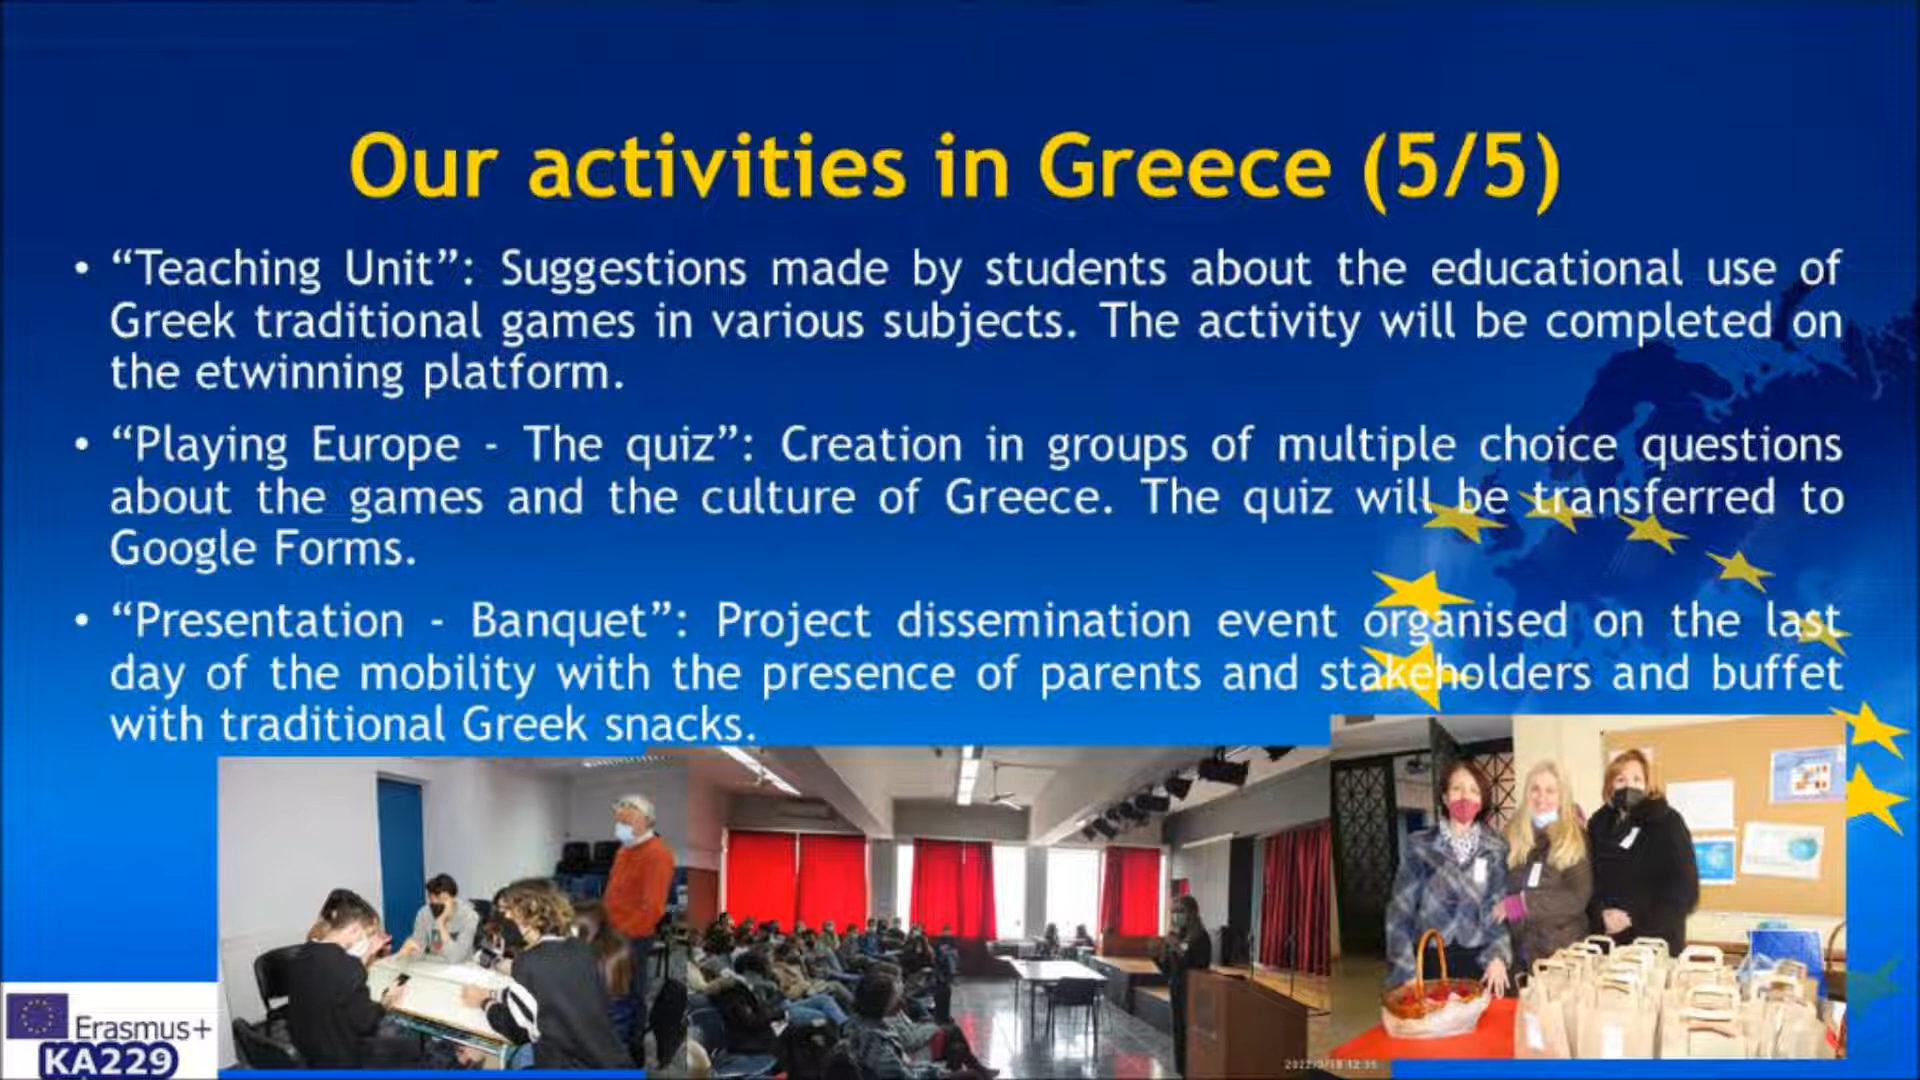 Our activities in Greece (5/5)
• “Teaching Unit”: Suggestions made by students about the educational use of
Greek traditional games in various subjects. The activity will be completed on
the etwinning platform.
• “Playing Europe - The quiz”: Creation in groups of multiple choice questions
about the games and the culture of Greece. The quiz will be transferred to
Google Forms.
• “Presentation - Banquet”: Project dissemination event organised on the last
day of the mobility with the presence of parents and stakeholders and buffet
with traditional Greek snacks.
Erasmus+
KA229